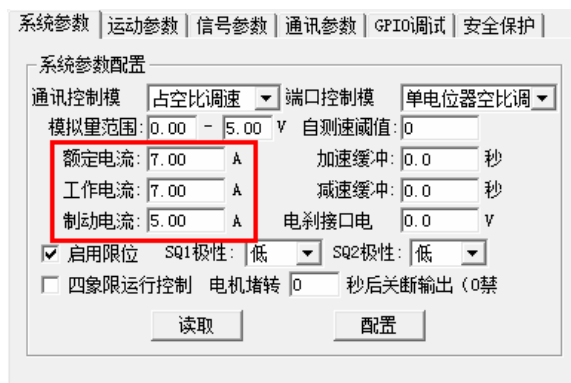 系统参数 运动参数 信号参数 通讯参数 GPIO调试 安全保护
系统参数配置
通讯控制模 占空比调速 端口控制模 单电位器空比调
模拟量范围: 0.00 - 5.00 V 自测速阈值: 0
额定电流: 7.00 A 加速缓冲: 0.0 秒
工作电流: 7.00 A 减速缓冲: 0.0 秒
制动电流: 5.00 A 电刹接口电 0.0 V
启用限位 SQ1极性: 低 SQ2极性: 低
四象限运行控制 电机堵转 0 秒后关断输出（0禁
读取 配置